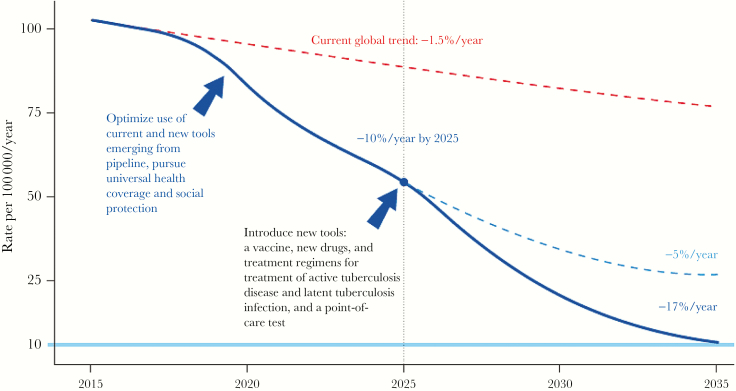 100
75
50
25
10
Rate per 100 000/year
Current global trend: −1.5%/year
Optimize use of
current and new tools
emerging from
pipeline, pursue
universal health
coverage and social
protection
−10%/year by 2025
Introduce new tools:
a vaccine, new drugs, and
treatment regimens for
treatment of active tuberculosis
disease and latent tuberculosis
infection, and a point-of-
care test
−5%/year
−17%/year
2015
2020
2025
2030
2035